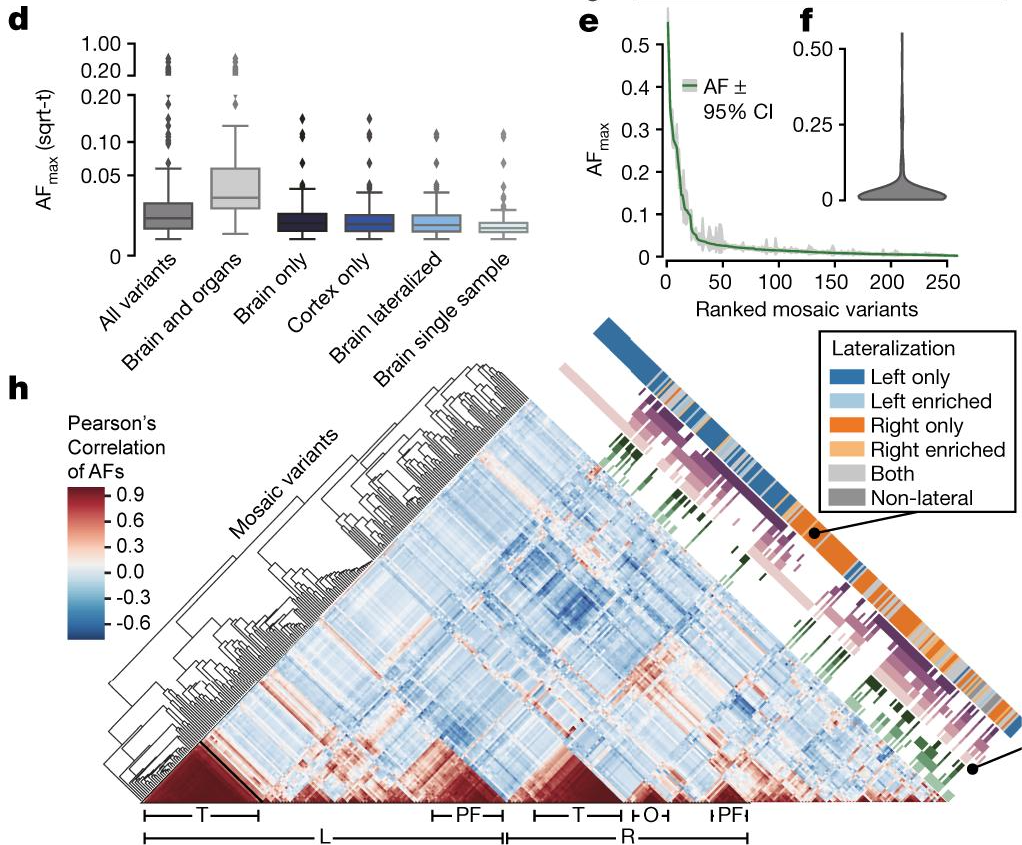 d
1.00
0.20
0.20
0.10
0.05
0
AFmax (sqrt-t)
All variants
Brain and organs
Brain only
Cortex only
Brain lateralized
Brain single sample
e
0.5
0.4
0.3
0.2
0.1
0
AFmax
AF ±
95% CI
0 50 100 150 200 250
Ranked mosaic variants
f
0.50
0.25
0
h
Pearson's
Correlation
of AFs
0.9
0.6
0.3
0.0
-0.3
-0.6
Mosaic variants
Lateralization
Left only
Left enriched
Right only
Right enriched
Both
Non-lateral
T PF T O PF
L R